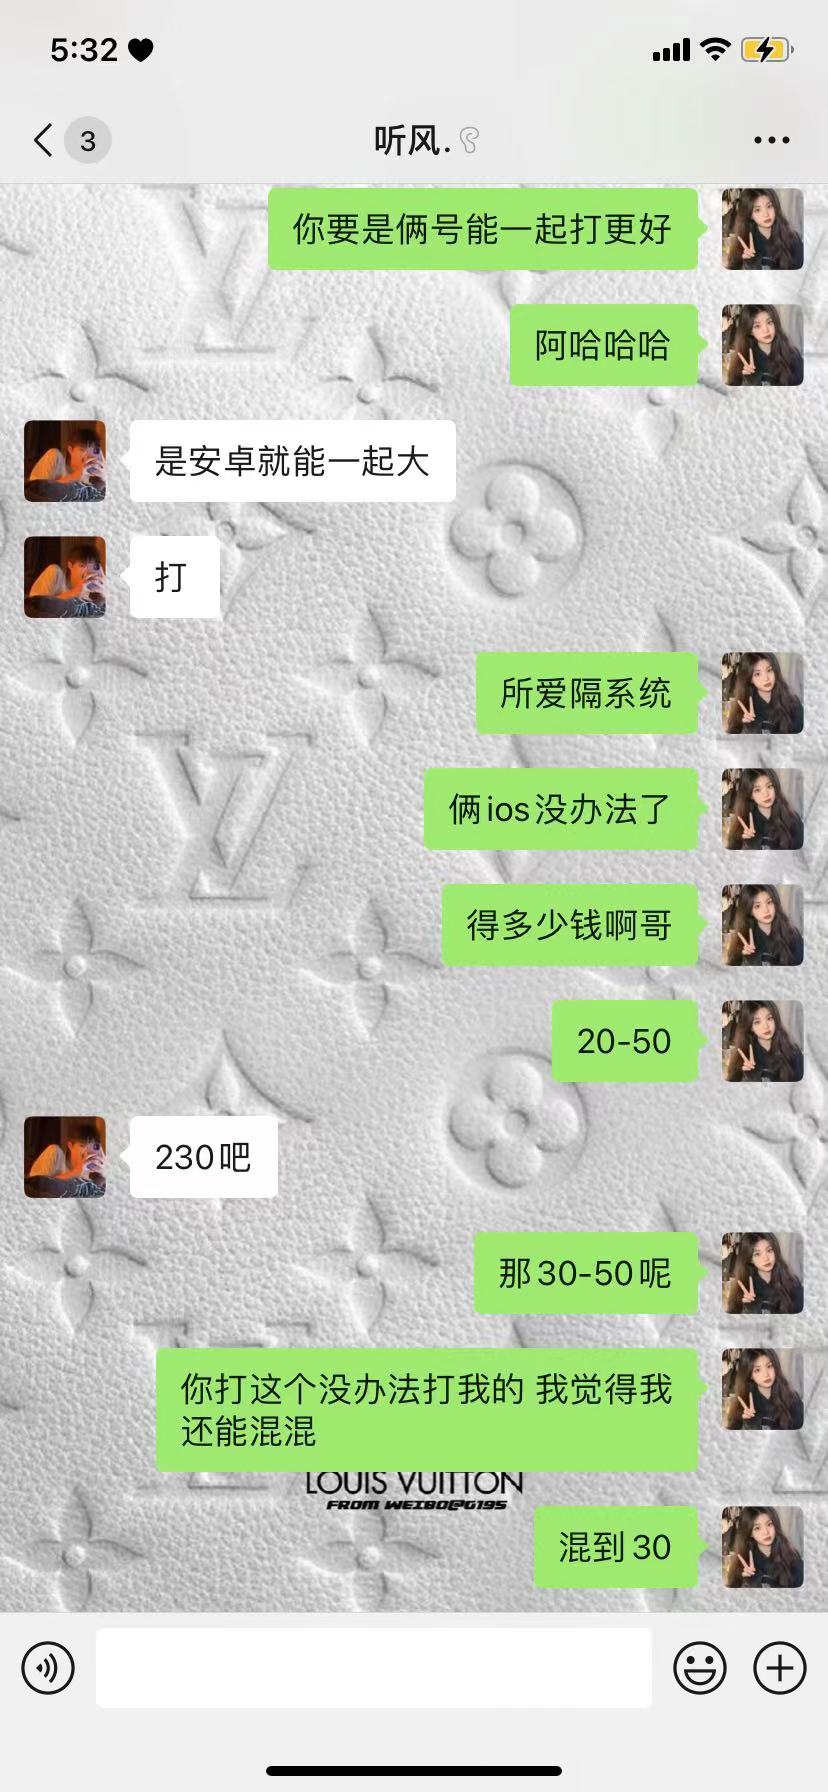 5:32
3
听风.
你要是俩号能一起打更好
阿哈哈哈
是安卓就能一起大
打
所爱隔系统
俩ios没办法了
得多少钱啊哥
20-50
230吧
那30-50呢
你打这个没办法打我的 我觉得我
还能混混
LOUIS VUITTON
FROM WEIBO@G195
混到30